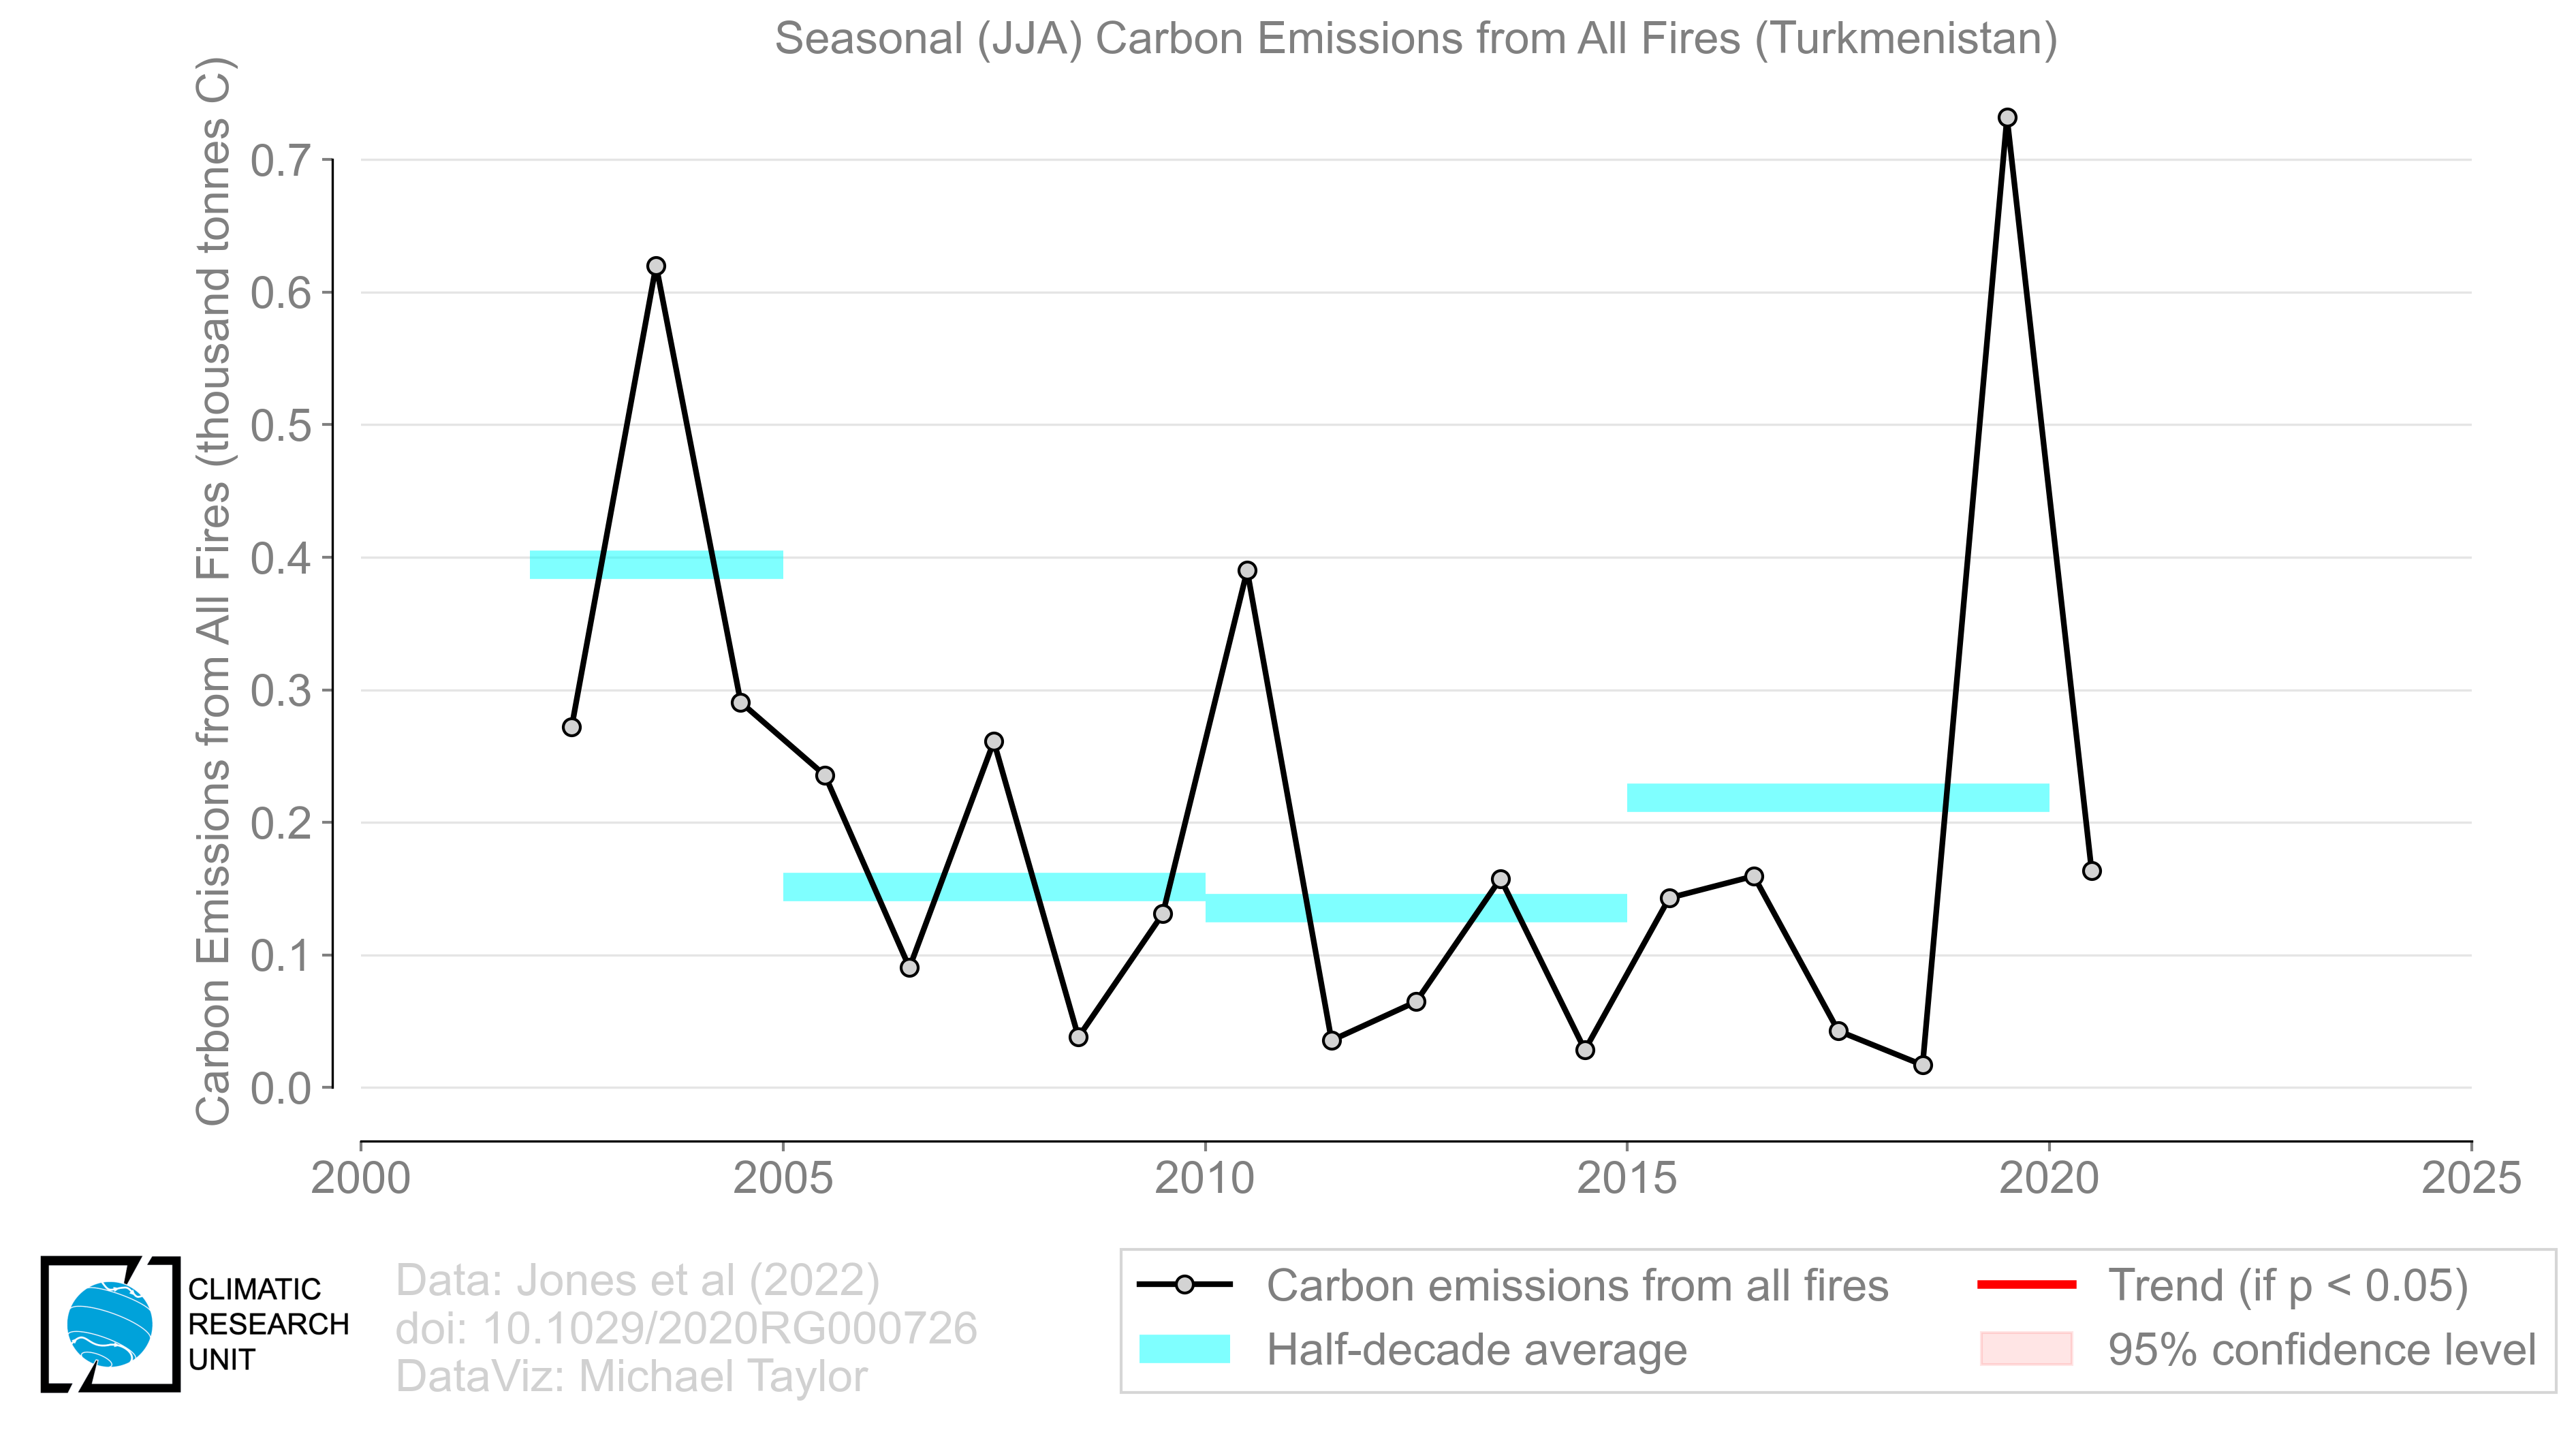 Seasonal (JJA) Carbon Emissions from All Fires (Turkmenistan)
Carbon Emissions from All Fires (thousand tonnes C)
0.7
0.6
0.5
0.4
0.3
0.2
0.1
0.0
2000 2005 2010 2015 2020 2025
CLIMATIC
RESEARCH
UNIT
Data: Jones et al (2022)
doi: 10.1029/2020RG000726
DataViz: Michael Taylor
Carbon emissions from all fires
Half-decade average
Trend (if p < 0.05)
95% confidence level